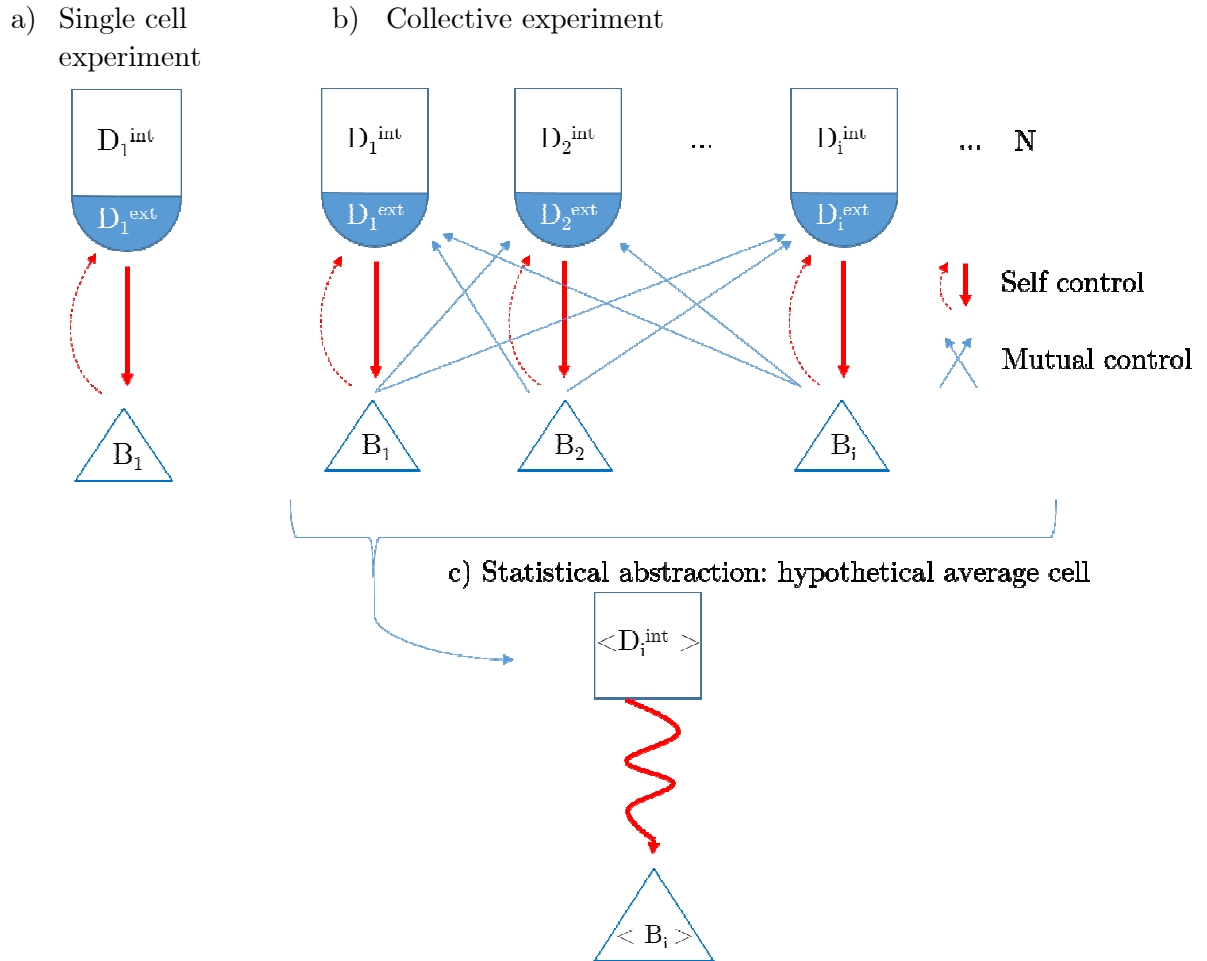 a) Single cell
experiment
b) Collective experiment
D₁ⁱⁿᵗ
D₁ᵉˣᵗ
B₁
D₁ⁱⁿᵗ
D₂ⁱⁿᵗ
...
Dᵢⁱⁿᵗ
... N
D₁ᵉˣᵗ
D₂ᵉˣᵗ
Dᵢᵉˣᵗ
Self control
Mutual control
B₁
B₂
Bᵢ
c) Statistical abstraction: hypothetical average cell
<Dᵢⁱⁿᵗ >
< Bᵢ >